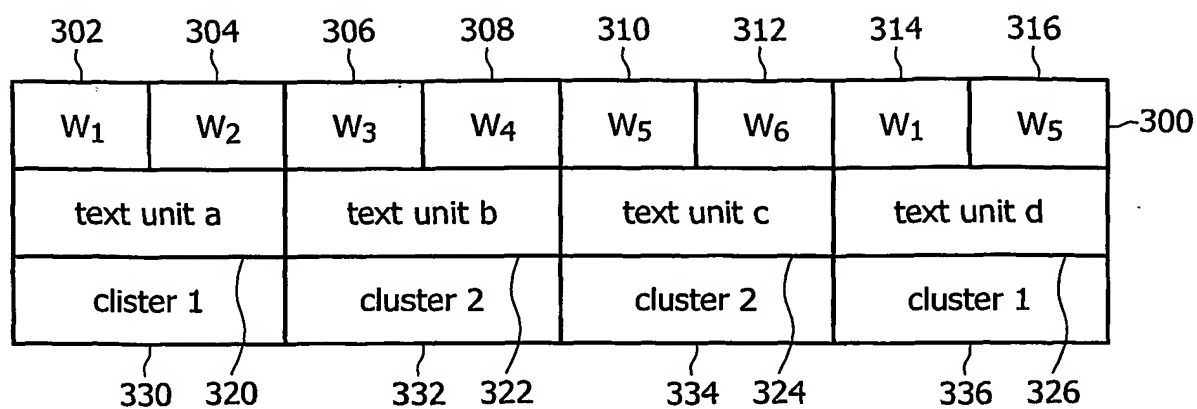 302 304 306 308 310 312 314 316
W1 W2 W3 W4 W5 W6 W1 W5 300
text unit a text unit b text unit c text unit d
clister 1 cluster 2 cluster 2 cluster 1
330 320 332 322 334 324 336 326